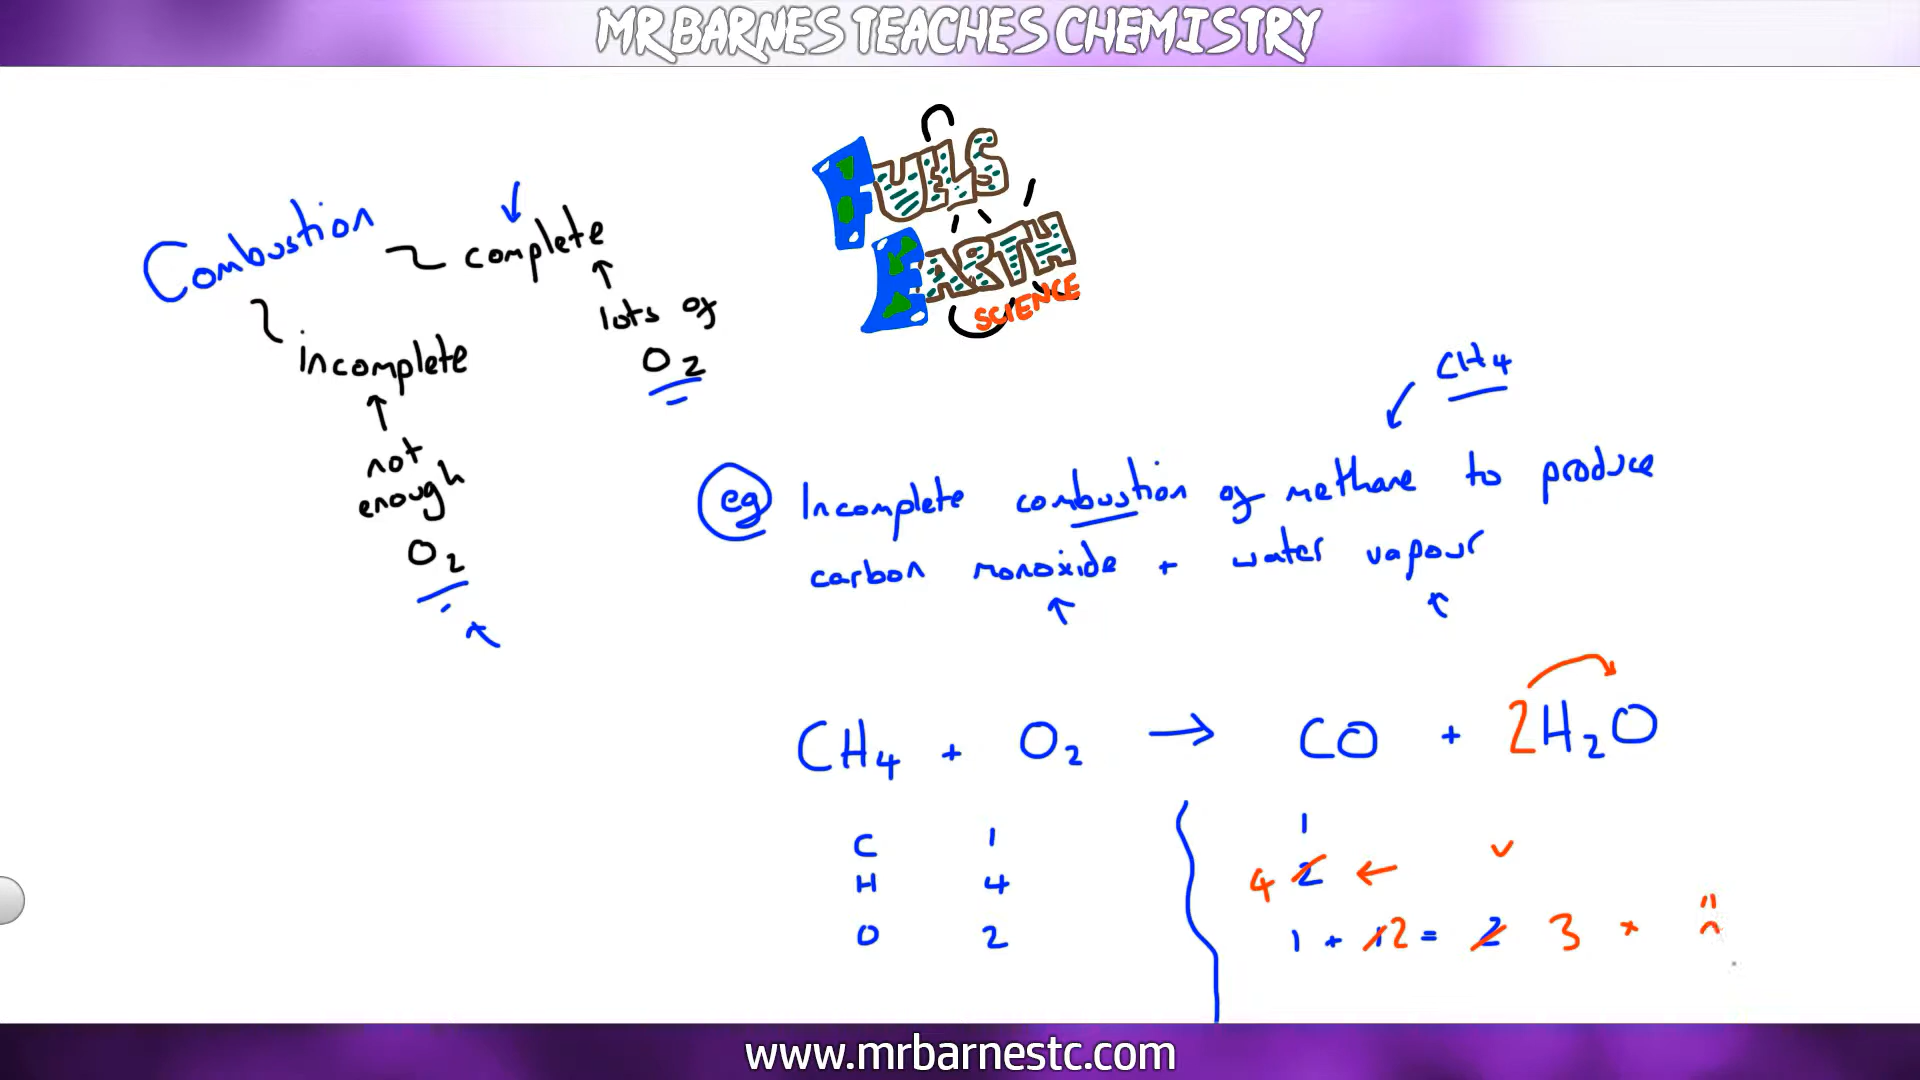 MR BARNES TEACHES CHEMISTRY
FUELS
EARTH
SCIENCE
Combustion
complete
lots of
O2
incomplete
not
enough
O2
CH4
eg Incomplete combustion of methane to produce
carbon monoxide + water vapour
CH4 + O2 → CO + 2H2O
C 1 1
H 4 4 2 ←
O 2 1 + 12 = 2 3 ×
www.mrbarnestc.com